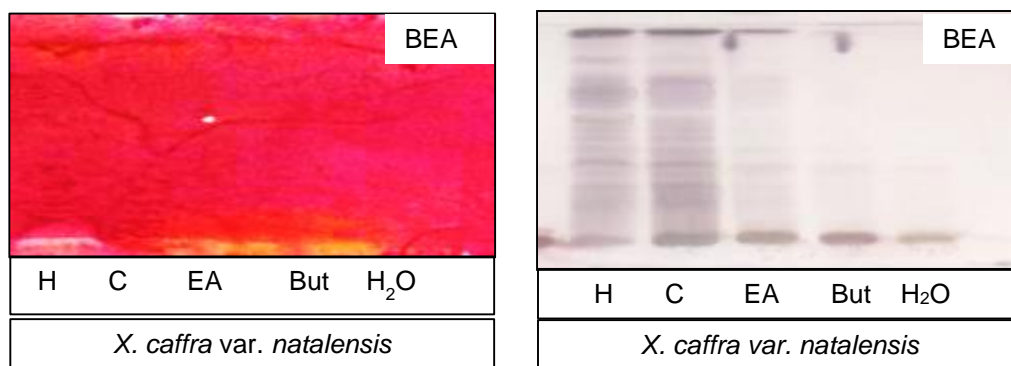 BEA
H C EA But H₂O
X. caffra var. natalensis
BEA
H C EA But H2O
X. caffra var. natalensis